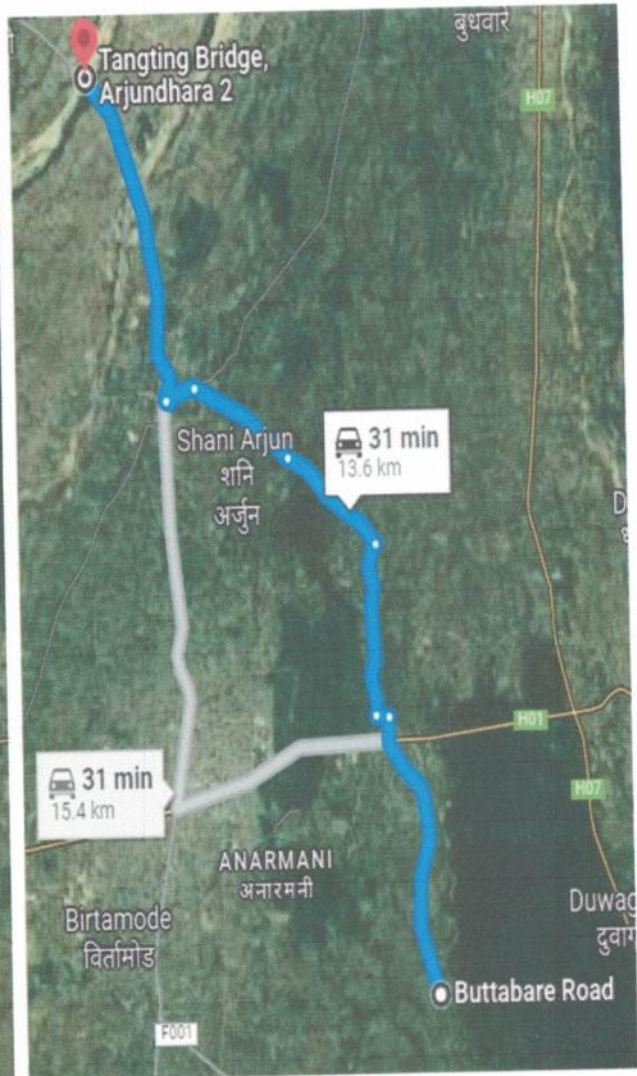 बुधवारे
Tangting Bridge,
Arjundhara 2
H07
Shani Arjun
शनि
अर्जुन
31 min
13.6 km
H01
31 min
15.4 km
H07
ANARMANI
अनारमनी
Birtamode
विर्तामोड
Duwag
दुवाग
Buttabare Road
F001